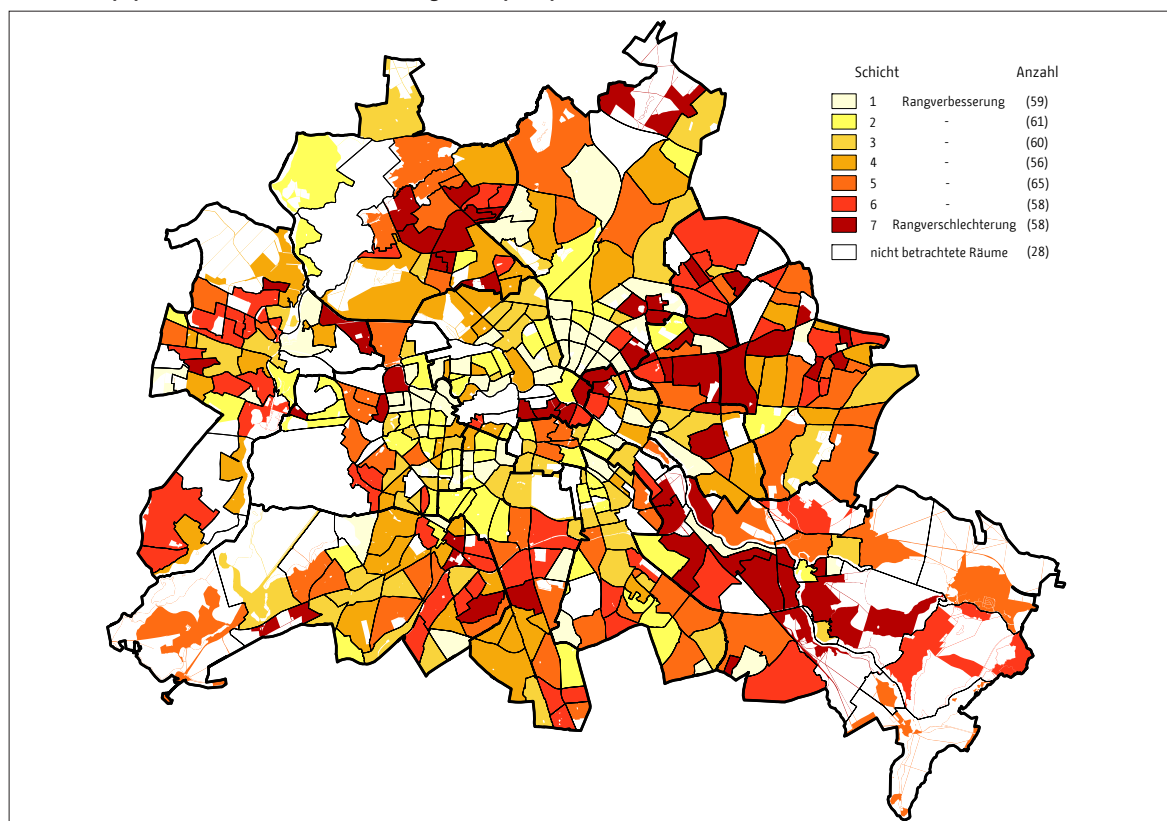 Schicht Anzahl
1 Rangverbesserung (59)
2 - (61)
3 - (60)
4 - (56)
5 - (65)
6 - (58)
7 Rangverschlechterung (58)
nicht betrachtete Räume (28)